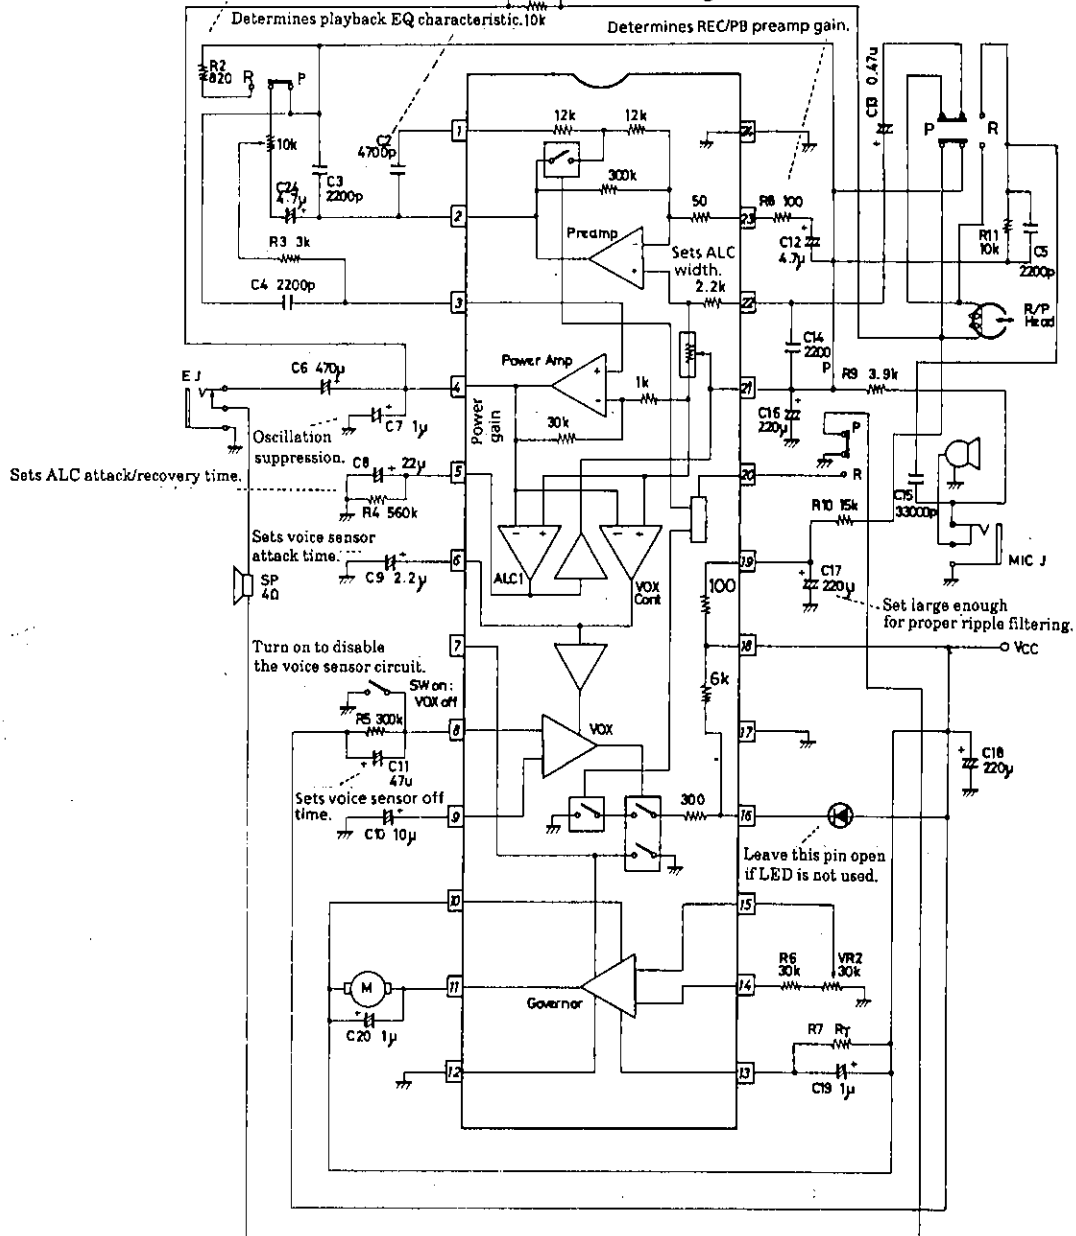 Determines playback EQ characteristic. 10k
Determines REC/PB preamp gain.
R2
820
R
P
10k
C24
4.7μ
C3
2200p
C2
4700p
R3 3k
C4 2200p
1
2
3
12k
12k
300k
50
Preamp
Sets ALC
width.
2.2k
24
23
22
R8 100
C12
4.7μ
C13 0.47u
P
R
R11
10k
C5
2200p
R/P
Head
C14
2200
P
R9 3.9k
EJ
C6 470μ
4
C7 1μ
Oscillation
suppression.
Power Amp
Power
gain
1k
30k
21
C16
220μ
P
R
20
Sets ALC attack/recovery time.
C8 22μ
5
R4 560k
Sets voice sensor
attack time.
C9 2.2μ
6
ALC1
VOX
Cont
R10 15k
C15
33000p
MIC J
19
C17
220μ
Set large enough
for proper ripple filtering.
100
18
VCC
SP
4Ω
7
Turn on to disable
the voice sensor circuit.
SW on:
VOX off
R5 300k
8
C11
47u
VOX
6k
17
C18
220μ
Sets voice sensor off
time.
C10 10μ
9
300
16
Leave this pin open
if LED is not used.
10
15
M
11
C20 1μ
Governor
14
R6
30k
VR2
30k
R7 Rγ
12
13
C19 1μ